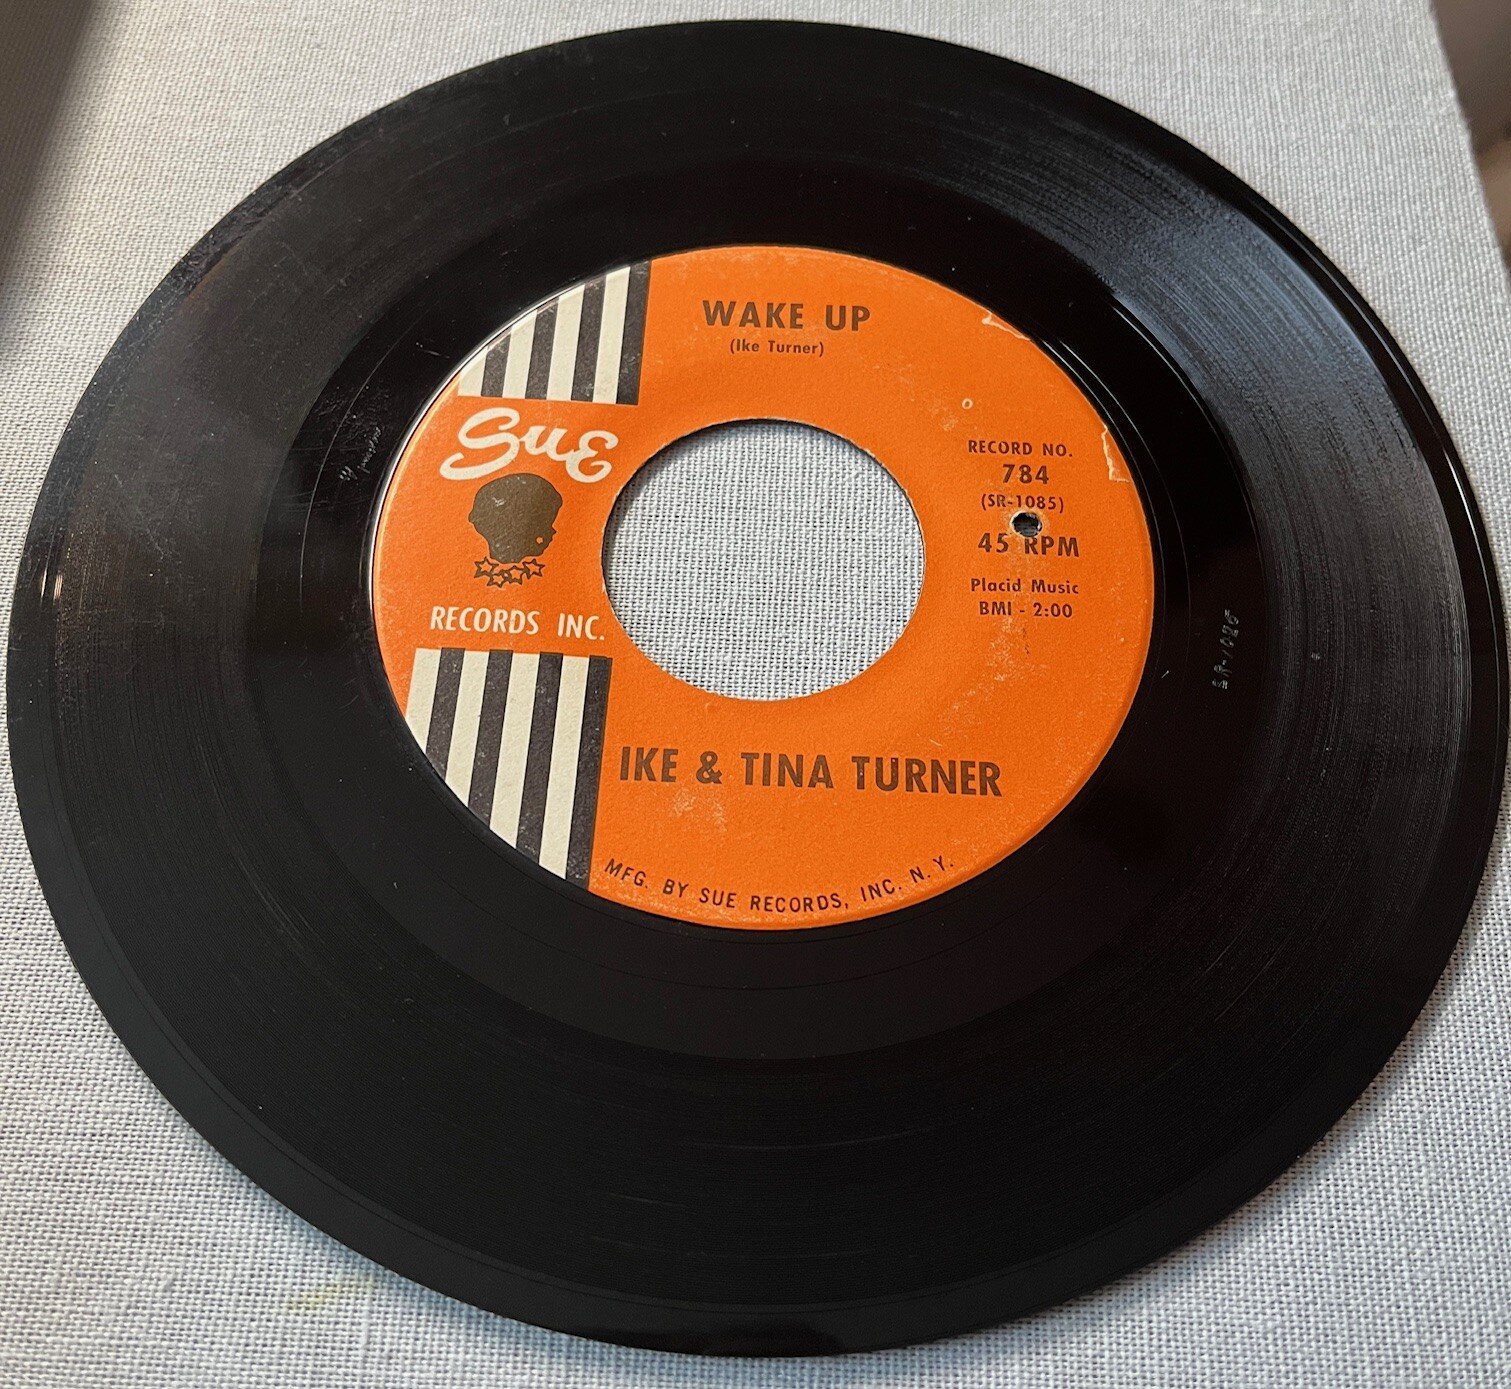 WAKE UP
(Ike Turner)
SuE
RECORDS INC.
RECORD NO.
784
(SR-1085)
45 RPM
Placid Music
BMI - 2:00
IKE & TINA TURNER
MFG. BY SUE RECORDS, INC. N. Y.